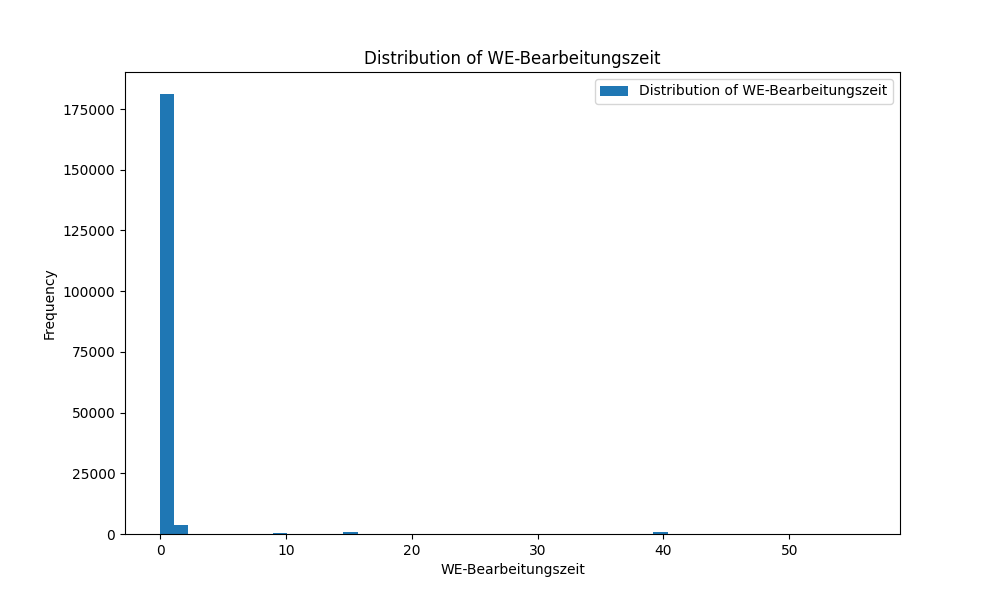 Distribution of WE-Bearbeitungszeit
Distribution of WE-Bearbeitungszeit
175000
150000
125000
100000
75000
50000
25000
0
Frequency
0 10 20 30 40 50
WE-Bearbeitungszeit